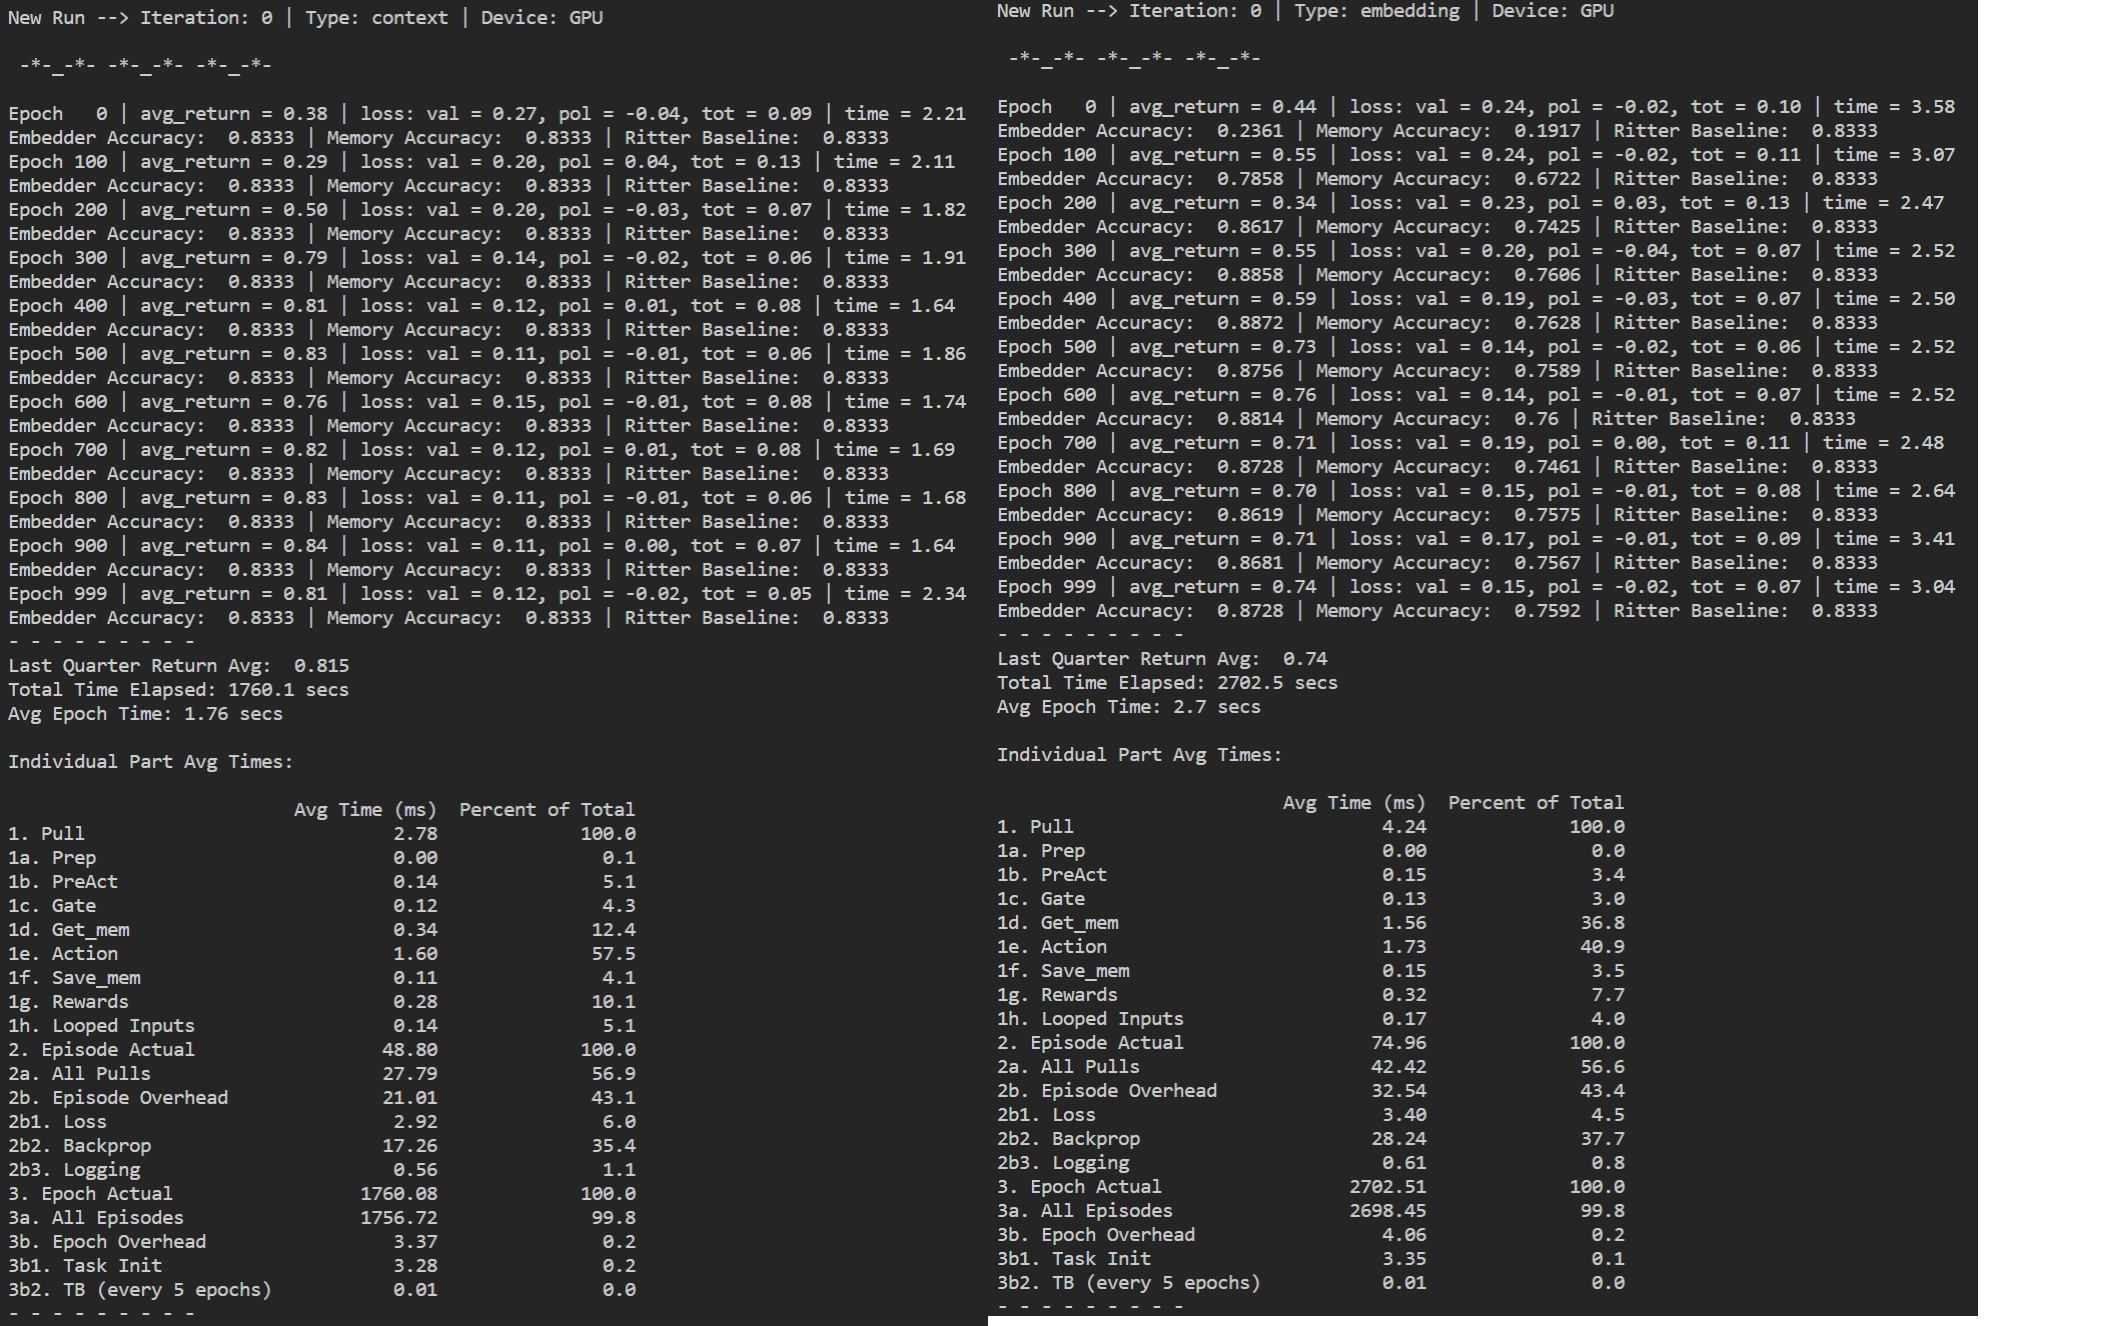 New Run --> Iteration: 0 | Type: context | Device: GPU
-*-_-*- -*-_-*- -*-_-*-
Epoch   0 | avg_return = 0.38 | loss: val = 0.27, pol = -0.04, tot = 0.09 | time = 2.21
Embedder Accuracy:  0.8333 | Memory Accuracy:  0.8333 | Ritter Baseline:  0.8333
Epoch 100 | avg_return = 0.29 | loss: val = 0.20, pol = 0.04, tot = 0.13 | time = 2.11
Embedder Accuracy:  0.8333 | Memory Accuracy:  0.8333 | Ritter Baseline:  0.8333
Epoch 200 | avg_return = 0.50 | loss: val = 0.20, pol = -0.03, tot = 0.07 | time = 1.82
Embedder Accuracy:  0.8333 | Memory Accuracy:  0.8333 | Ritter Baseline:  0.8333
Epoch 300 | avg_return = 0.79 | loss: val = 0.14, pol = -0.02, tot = 0.06 | time = 1.91
Embedder Accuracy:  0.8333 | Memory Accuracy:  0.8333 | Ritter Baseline:  0.8333
Epoch 400 | avg_return = 0.81 | loss: val = 0.12, pol = 0.01, tot = 0.08 | time = 1.64
Embedder Accuracy:  0.8333 | Memory Accuracy:  0.8333 | Ritter Baseline:  0.8333
Epoch 500 | avg_return = 0.83 | loss: val = 0.11, pol = -0.01, tot = 0.06 | time = 1.86
Embedder Accuracy:  0.8333 | Memory Accuracy:  0.8333 | Ritter Baseline:  0.8333
Epoch 600 | avg_return = 0.76 | loss: val = 0.15, pol = -0.01, tot = 0.08 | time = 1.74
Embedder Accuracy:  0.8333 | Memory Accuracy:  0.8333 | Ritter Baseline:  0.8333
Epoch 700 | avg_return = 0.82 | loss: val = 0.12, pol = 0.01, tot = 0.08 | time = 1.69
Embedder Accuracy:  0.8333 | Memory Accuracy:  0.8333 | Ritter Baseline:  0.8333
Epoch 800 | avg_return = 0.83 | loss: val = 0.11, pol = -0.01, tot = 0.06 | time = 1.68
Embedder Accuracy:  0.8333 | Memory Accuracy:  0.8333 | Ritter Baseline:  0.8333
Epoch 900 | avg_return = 0.84 | loss: val = 0.11, pol = 0.00, tot = 0.07 | time = 1.64
Embedder Accuracy:  0.8333 | Memory Accuracy:  0.8333 | Ritter Baseline:  0.8333
Epoch 999 | avg_return = 0.81 | loss: val = 0.12, pol = -0.02, tot = 0.05 | time = 2.34
Embedder Accuracy:  0.8333 | Memory Accuracy:  0.8333 | Ritter Baseline:  0.8333
- - - - - - - - -
Last Quarter Return Avg:  0.815
Total Time Elapsed: 1760.1 secs
Avg Epoch Time: 1.76 secs
Individual Part Avg Times:
Avg Time (ms)  Percent of Total
1. Pull 2.78 100.0
1a. Prep 0.00 0.1
1b. PreAct 0.14 5.1
1c. Gate 0.12 4.3
1d. Get_mem 0.34 12.4
1e. Action 1.60 57.5
1f. Save_mem 0.11 4.1
1g. Rewards 0.28 10.1
1h. Looped Inputs 0.14 5.1
2. Episode Actual 48.80 100.0
2a. All Pulls 27.79 56.9
2b. Episode Overhead 21.01 43.1
2b1. Loss 2.92 6.0
2b2. Backprop 17.26 35.4
2b3. Logging 0.56 1.1
3. Epoch Actual 1760.08 100.0
3a. All Episodes 1756.72 99.8
3b. Epoch Overhead 3.37 0.2
3b1. Task Init 3.28 0.2
3b2. TB (every 5 epochs) 0.01 0.0
- - - - - - - - -
New Run --> Iteration: 0 | Type: embedding | Device: GPU
-*-_-*- -*-_-*- -*-_-*-
Epoch   0 | avg_return = 0.44 | loss: val = 0.24, pol = -0.02, tot = 0.10 | time = 3.58
Embedder Accuracy:  0.2361 | Memory Accuracy:  0.1917 | Ritter Baseline:  0.8333
Epoch 100 | avg_return = 0.55 | loss: val = 0.24, pol = -0.02, tot = 0.11 | time = 3.07
Embedder Accuracy:  0.7858 | Memory Accuracy:  0.6722 | Ritter Baseline:  0.8333
Epoch 200 | avg_return = 0.34 | loss: val = 0.23, pol = 0.03, tot = 0.13 | time = 2.47
Embedder Accuracy:  0.8617 | Memory Accuracy:  0.7425 | Ritter Baseline:  0.8333
Epoch 300 | avg_return = 0.55 | loss: val = 0.20, pol = -0.04, tot = 0.07 | time = 2.52
Embedder Accuracy:  0.8858 | Memory Accuracy:  0.7606 | Ritter Baseline:  0.8333
Epoch 400 | avg_return = 0.59 | loss: val = 0.19, pol = -0.03, tot = 0.07 | time = 2.50
Embedder Accuracy:  0.8872 | Memory Accuracy:  0.7628 | Ritter Baseline:  0.8333
Epoch 500 | avg_return = 0.73 | loss: val = 0.14, pol = -0.02, tot = 0.06 | time = 2.52
Embedder Accuracy:  0.8756 | Memory Accuracy:  0.7589 | Ritter Baseline:  0.8333
Epoch 600 | avg_return = 0.76 | loss: val = 0.14, pol = -0.01, tot = 0.07 | time = 2.52
Embedder Accuracy:  0.8814 | Memory Accuracy:  0.76 | Ritter Baseline:  0.8333
Epoch 700 | avg_return = 0.71 | loss: val = 0.19, pol = 0.00, tot = 0.11 | time = 2.48
Embedder Accuracy:  0.8728 | Memory Accuracy:  0.7461 | Ritter Baseline:  0.8333
Epoch 800 | avg_return = 0.70 | loss: val = 0.15, pol = -0.01, tot = 0.08 | time = 2.64
Embedder Accuracy:  0.8619 | Memory Accuracy:  0.7575 | Ritter Baseline:  0.8333
Epoch 900 | avg_return = 0.71 | loss: val = 0.17, pol = -0.01, tot = 0.09 | time = 3.41
Embedder Accuracy:  0.8681 | Memory Accuracy:  0.7567 | Ritter Baseline:  0.8333
Epoch 999 | avg_return = 0.74 | loss: val = 0.15, pol = -0.02, tot = 0.07 | time = 3.04
Embedder Accuracy:  0.8728 | Memory Accuracy:  0.7592 | Ritter Baseline:  0.8333
- - - - - - - - -
Last Quarter Return Avg:  0.74
Total Time Elapsed: 2702.5 secs
Avg Epoch Time: 2.7 secs
Individual Part Avg Times:
Avg Time (ms)  Percent of Total
1. Pull 4.24 100.0
1a. Prep 0.00 0.0
1b. PreAct 0.15 3.4
1c. Gate 0.13 3.0
1d. Get_mem 1.56 36.8
1e. Action 1.73 40.9
1f. Save_mem 0.15 3.5
1g. Rewards 0.32 7.7
1h. Looped Inputs 0.17 4.0
2. Episode Actual 74.96 100.0
2a. All Pulls 42.42 56.6
2b. Episode Overhead 32.54 43.4
2b1. Loss 3.40 4.5
2b2. Backprop 28.24 37.7
2b3. Logging 0.61 0.8
3. Epoch Actual 2702.51 100.0
3a. All Episodes 2698.45 99.8
3b. Epoch Overhead 4.06 0.2
3b1. Task Init 3.35 0.1
3b2. TB (every 5 epochs) 0.01 0.0
- - - - - - - - -